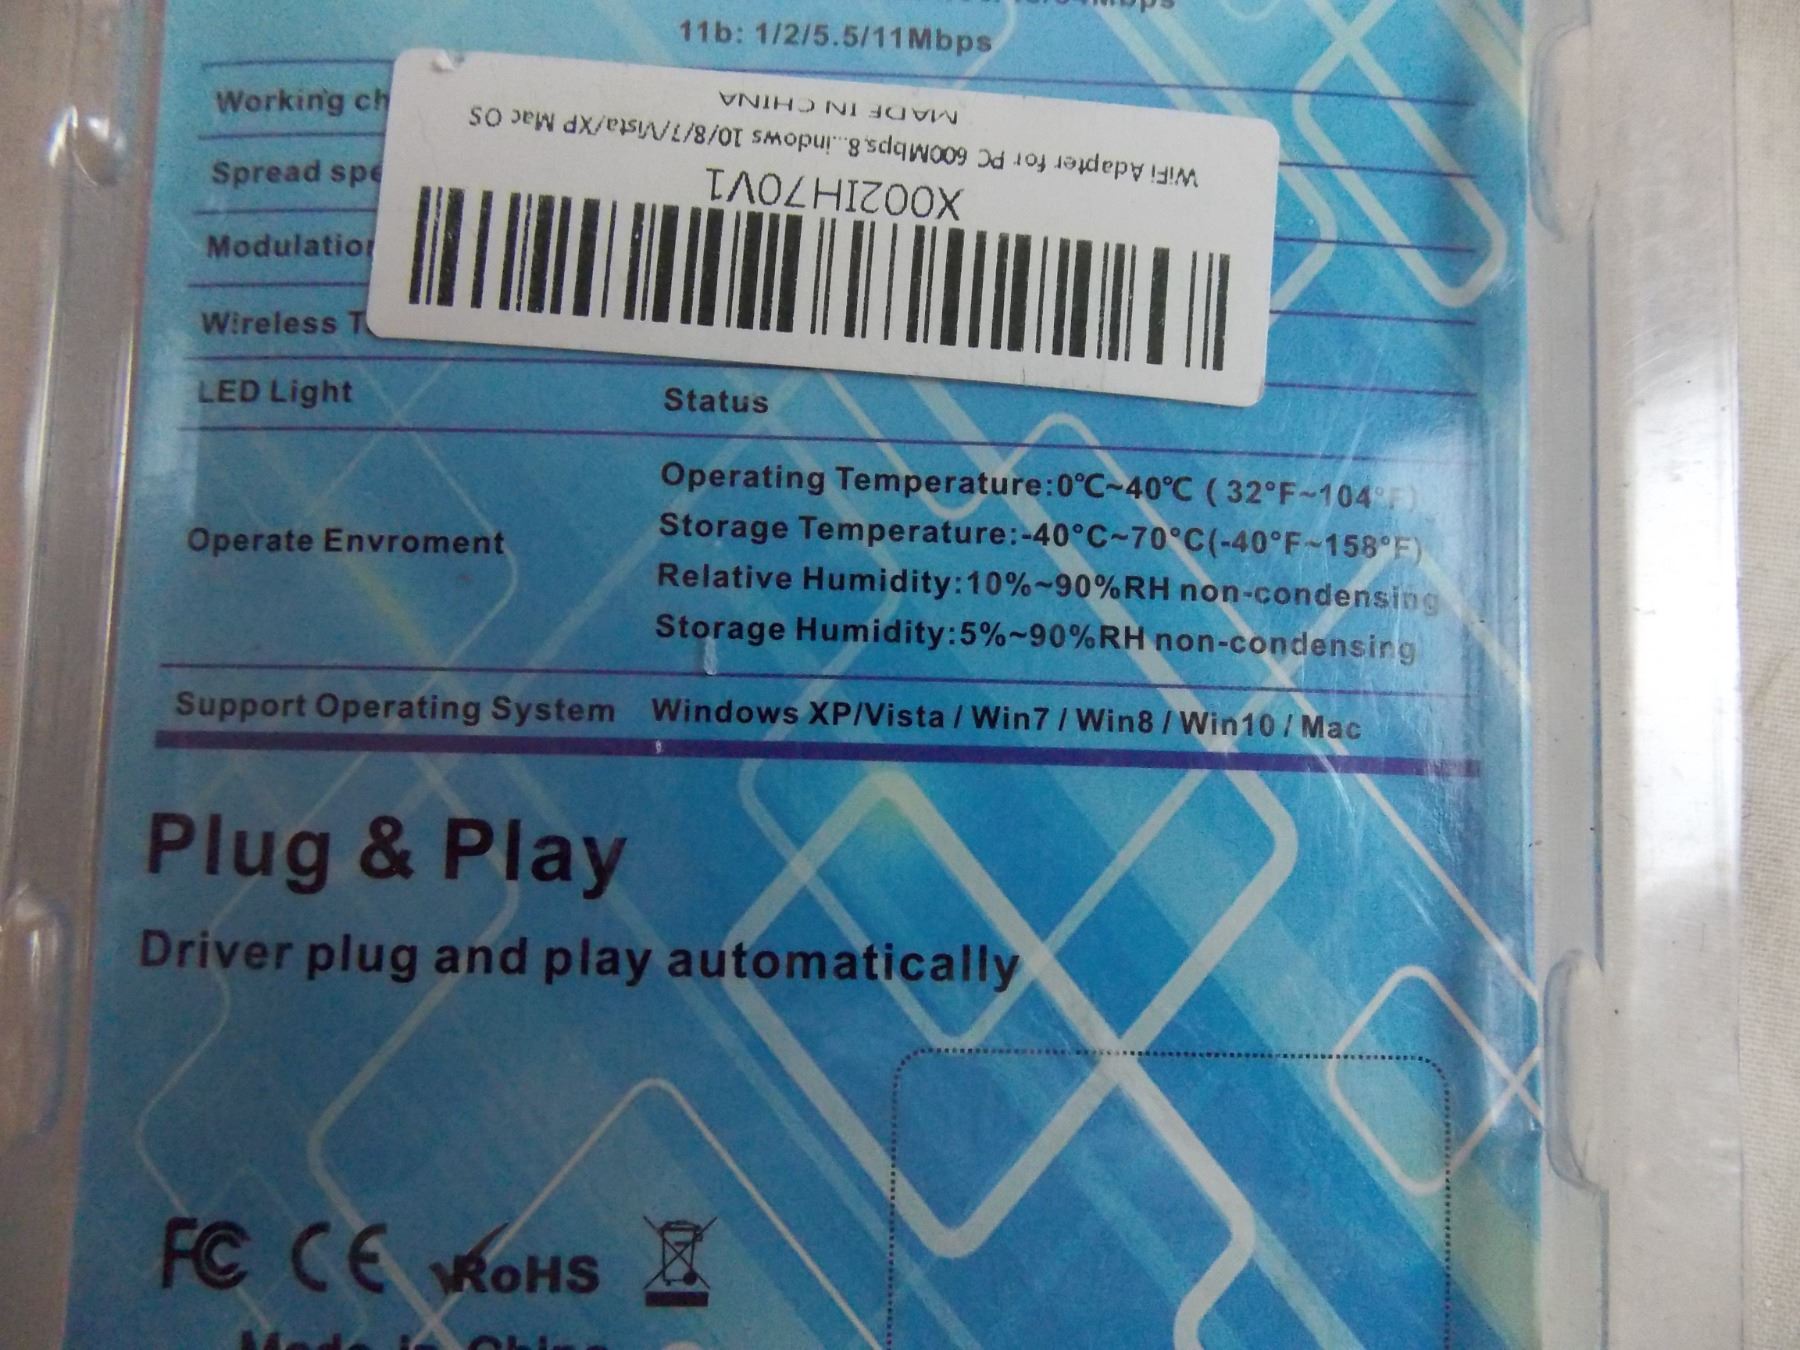 11b: 1/2/5.5/11Mbps
Working ch
Spread spe
Modulation
Wireless T
WiFi Adapter for PC 600Mbps,8...indows 10/8/7/Vista/XP Mac OS
MADE IN CHINA
X002IH70V1
LED Light Status
Operate Envroment
Operating Temperature:0℃~40℃ ( 32°F~104°F)
Storage Temperature:-40°C~70°C(-40°F~158°F)
Relative Humidity:10%~90%RH non-condensing
Storage Humidity:5%~90%RH non-condensing
Support Operating System Windows XP/Vista / Win7 / Win8 / Win10 / Mac
Plug & Play
Driver plug and play automatically
FC CE RoHS
Made in China